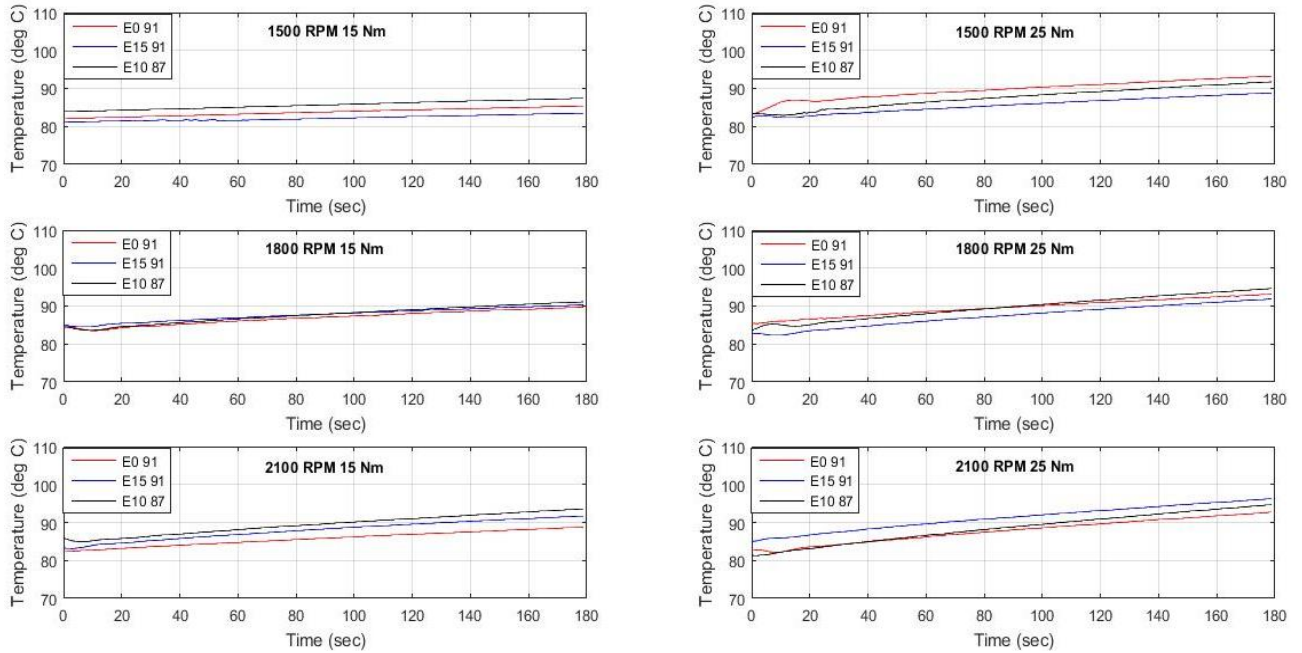 1500 RPM 15 Nm
E0 91
E15 91
E10 87
Temperature (deg C)
110
100
90
80
70
0 20 40 60 80 100 120 140 160 180
Time (sec)
1500 RPM 25 Nm
E0 91
E15 91
E10 87
Temperature (deg C)
110
100
90
80
70
0 20 40 60 80 100 120 140 160 180
Time (sec)
1800 RPM 15 Nm
E0 91
E15 91
E10 87
Temperature (deg C)
110
100
90
80
70
0 20 40 60 80 100 120 140 160 180
Time (sec)
1800 RPM 25 Nm
E0 91
E15 91
E10 87
Temperature (deg C)
110
100
90
80
70
0 20 40 60 80 100 120 140 160 180
Time (sec)
2100 RPM 15 Nm
E0 91
E15 91
E10 87
Temperature (deg C)
110
100
90
80
70
0 20 40 60 80 100 120 140 160 180
Time (sec)
2100 RPM 25 Nm
E0 91
E15 91
E10 87
Temperature (deg C)
110
100
90
80
70
0 20 40 60 80 100 120 140 160 180
Time (sec)